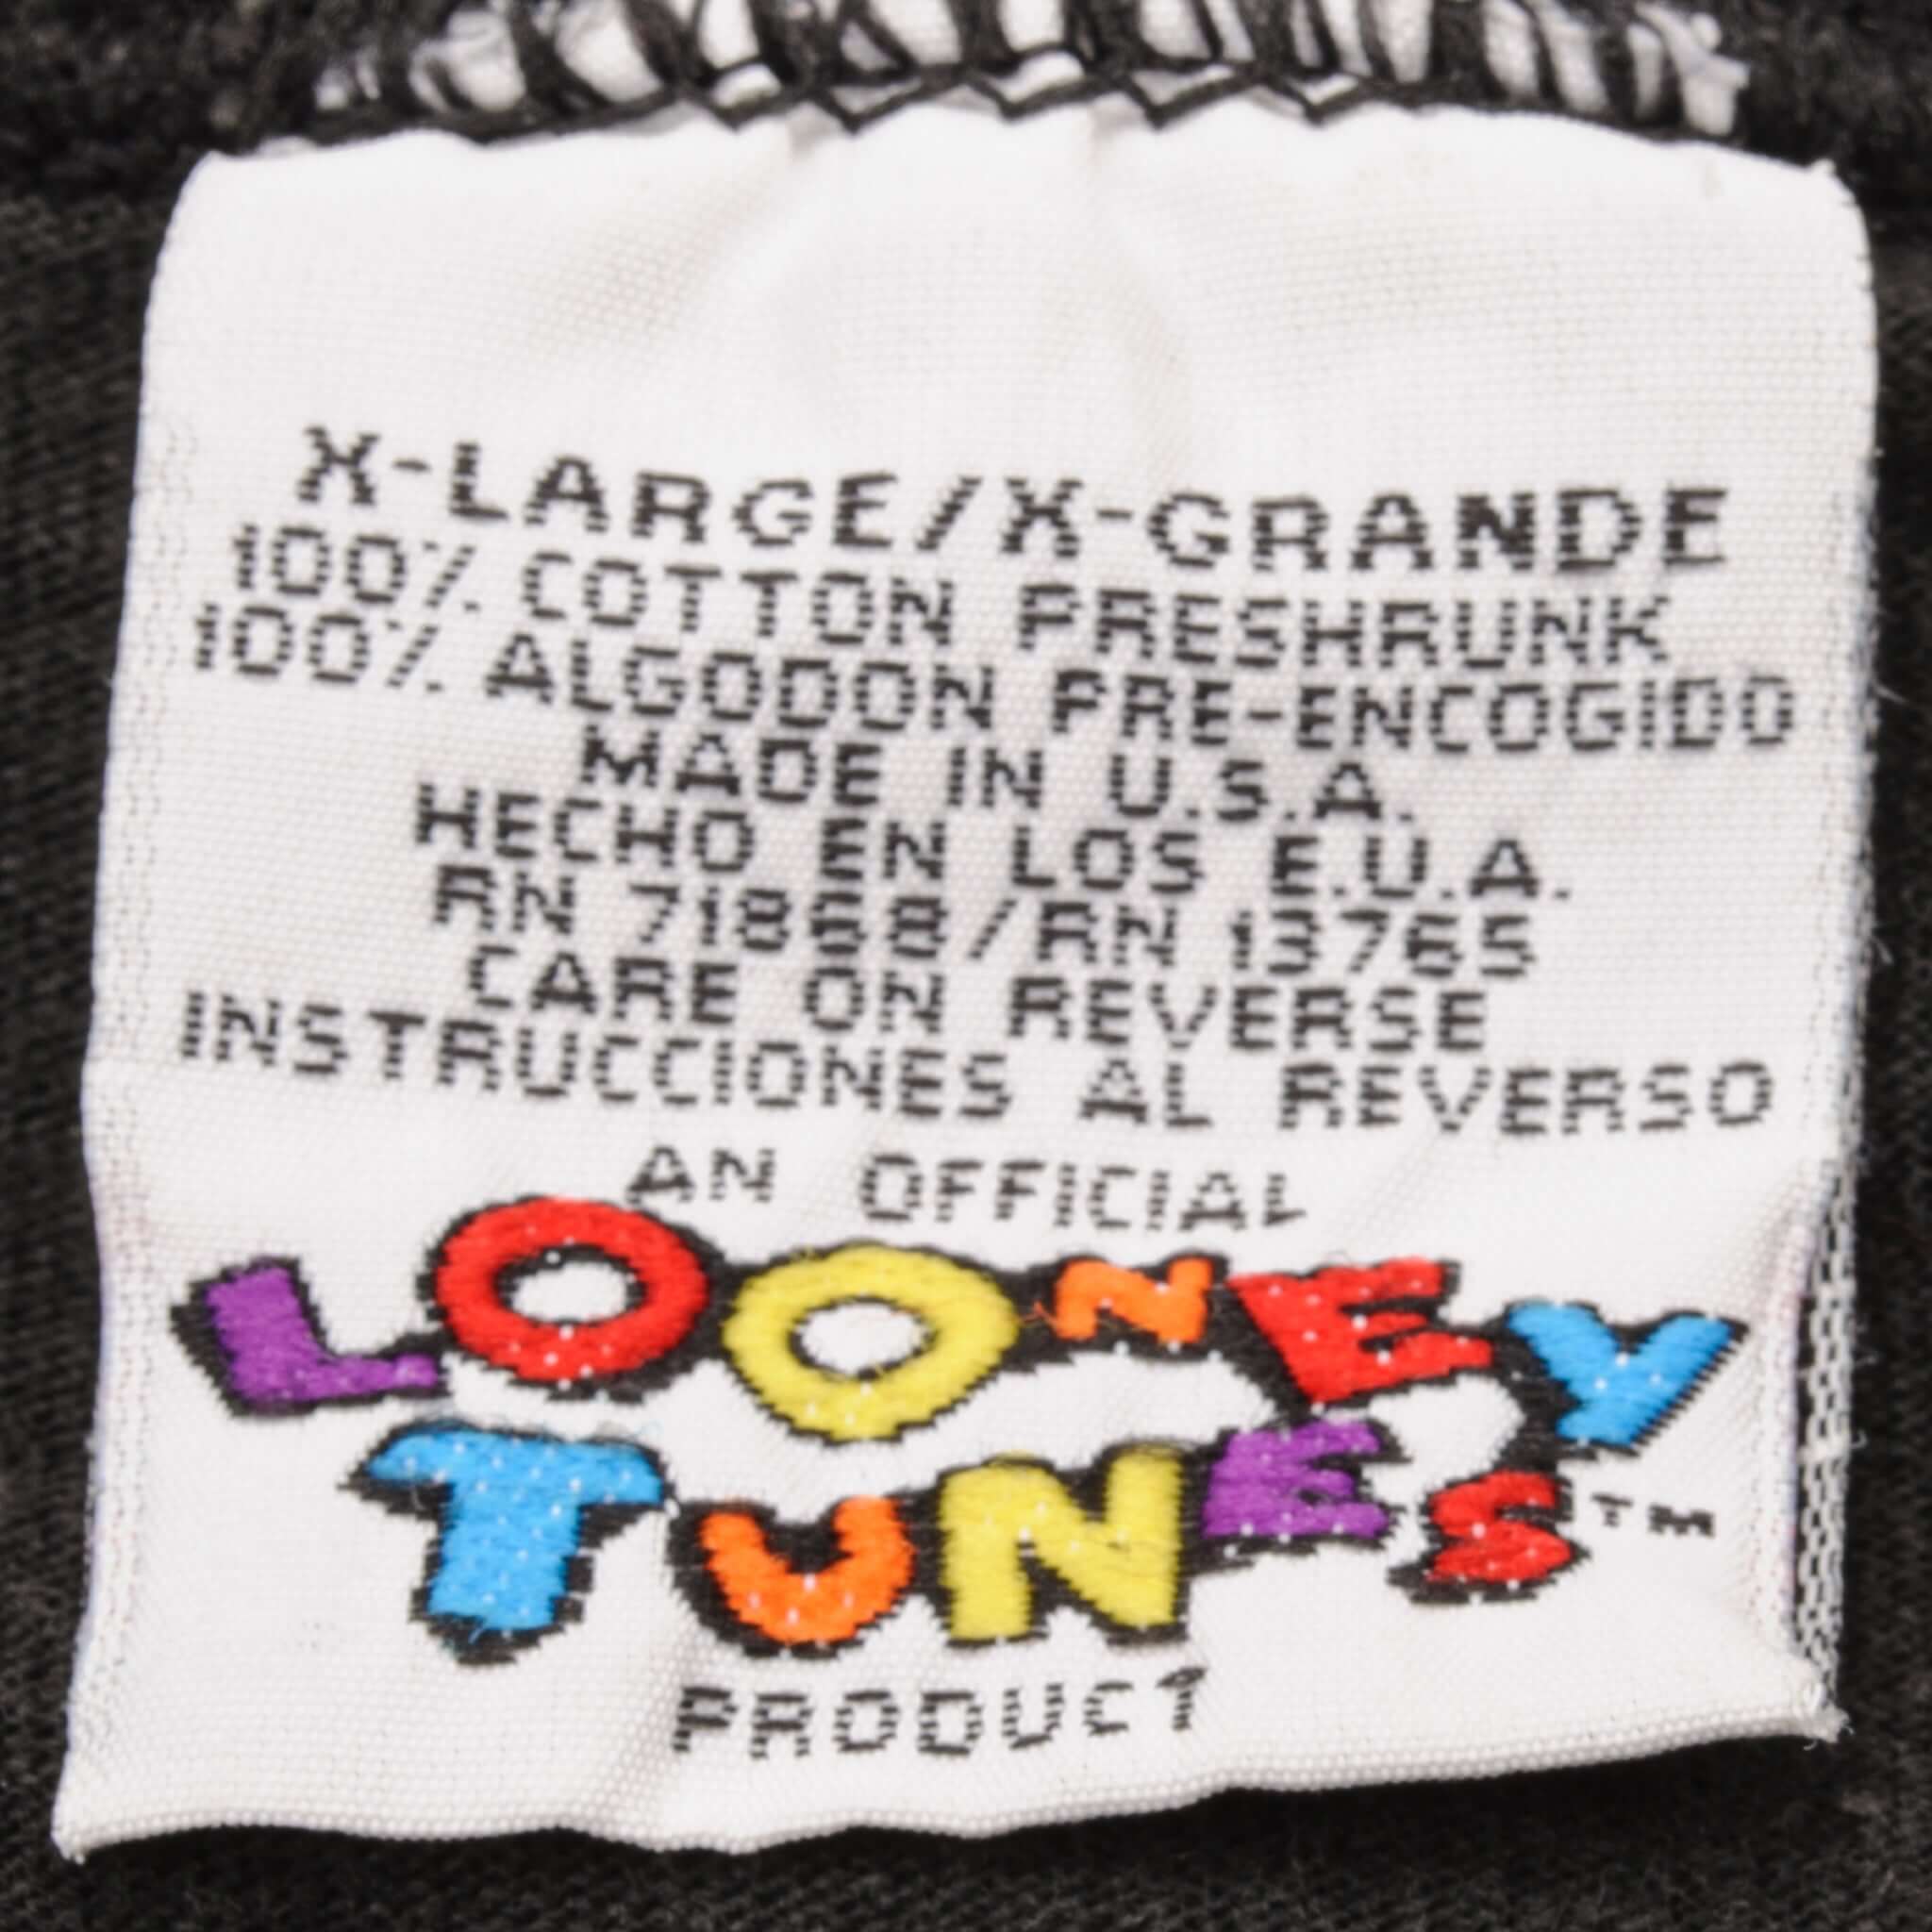 X-LARGE/X-GRANDE
100% COTTON PRESHRUNK
100% ALGODON PRE-ENCOGIDO
MADE IN U.S.A.
HECHO EN LOS E.U.A.
RN 71868/RN 13765
CARE ON REVERSE
INSTRUCCIONES AL REVERSO
AN OFFICIAL
LOONEY
TUNES™
PRODUCT